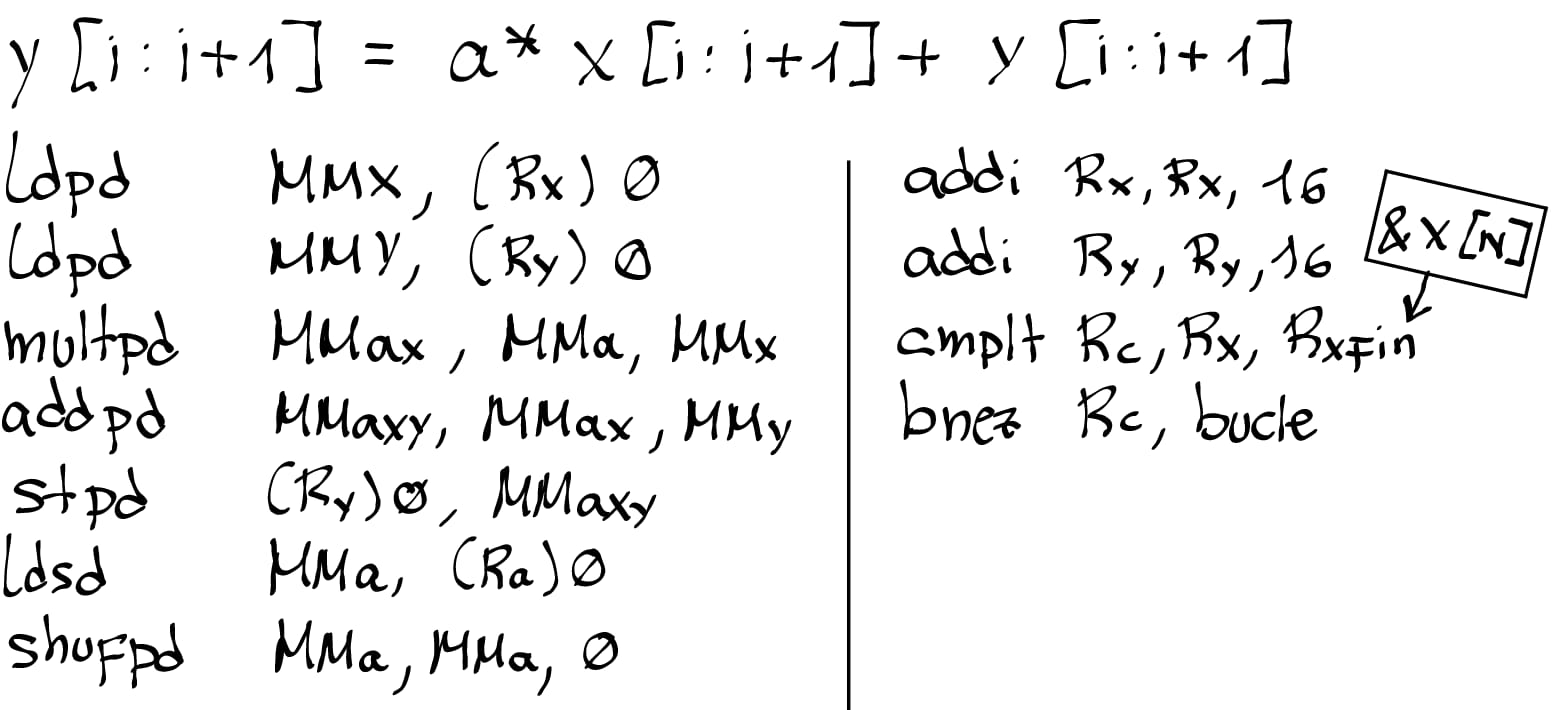 y [i : i+1] = a* x [i : i+1] + y [i : i+1]
ldpd MMX, (Rx) Ø
ldpd MMY, (Ry) Ø
multpd MMax, MMa, MMx
addpd MMaxy, MMax, MMy
stpd (Ry)Ø, MMaxy
ldsd MMa, (Ra)Ø
shufpd MMa, MMa, Ø
addi Rx, Rx, 16
addi Ry, Ry, 16
&X[N]
cmplt Rc, Rx, RxFin
bnez Rc, bucle